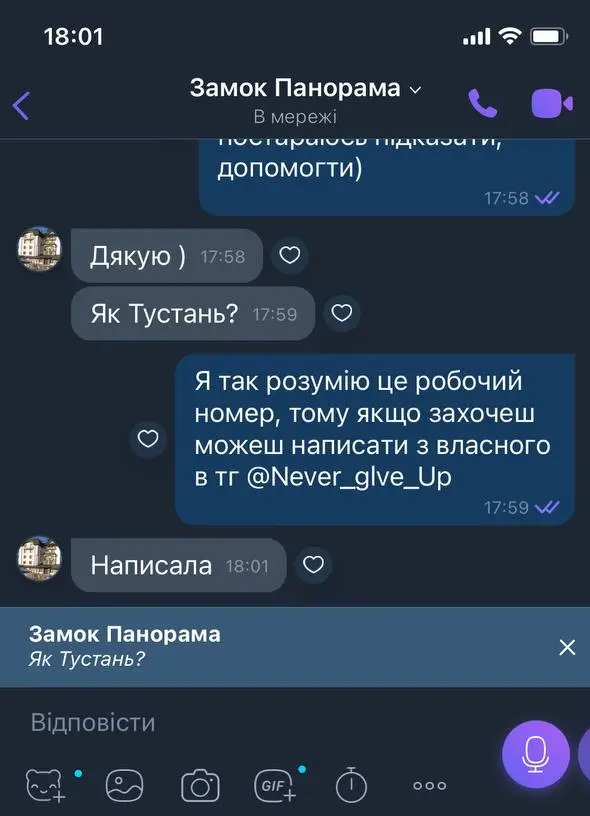 18:01
Замок Панорама
В мережі
постараюсь підказати,
допомогти)
17:58
Дякую ) 17:58
Як Тустань? 17:59
Я так розумію це робочий
номер, тому якщо захочеш
можеш написати з власного
в тг @Never_glve_Up
17:59
Написала 18:01
Замок Панорама
Як Тустань?
Відповісти
GIF